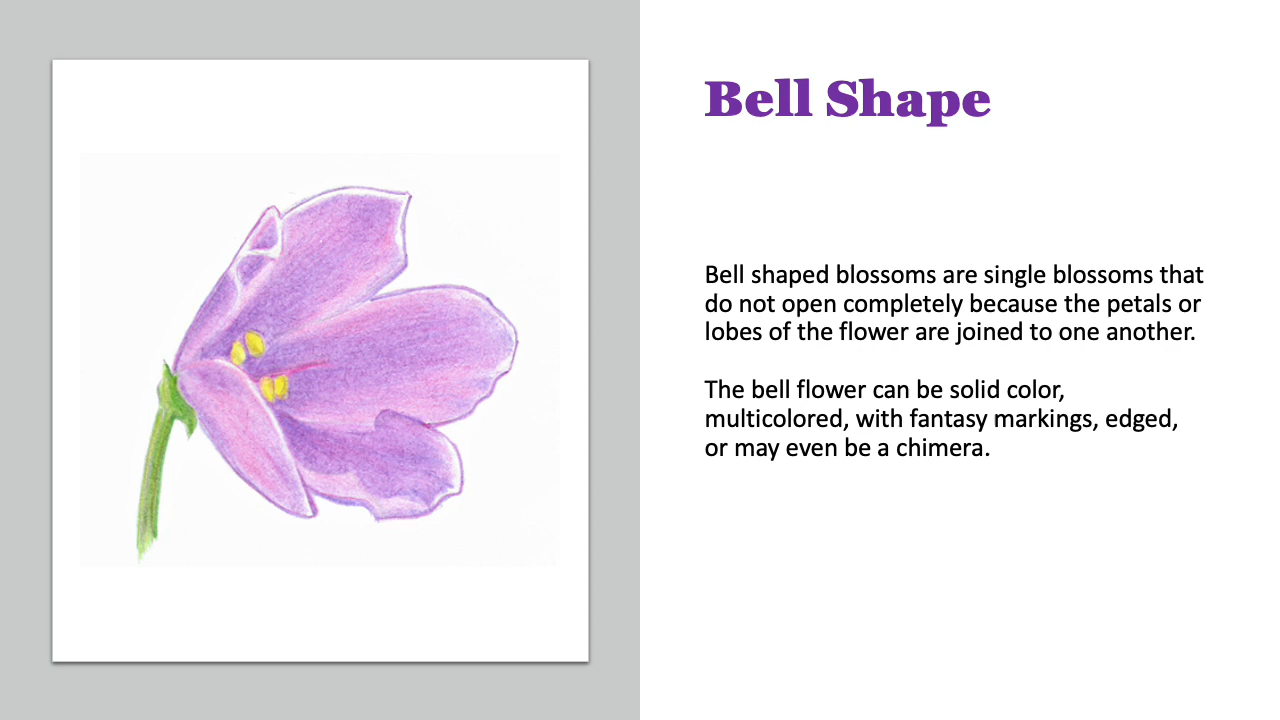 Bell Shape
Bell shaped blossoms are single blossoms that
do not open completely because the petals or
lobes of the flower are joined to one another.
The bell flower can be solid color,
multicolored, with fantasy markings, edged,
or may even be a chimera.